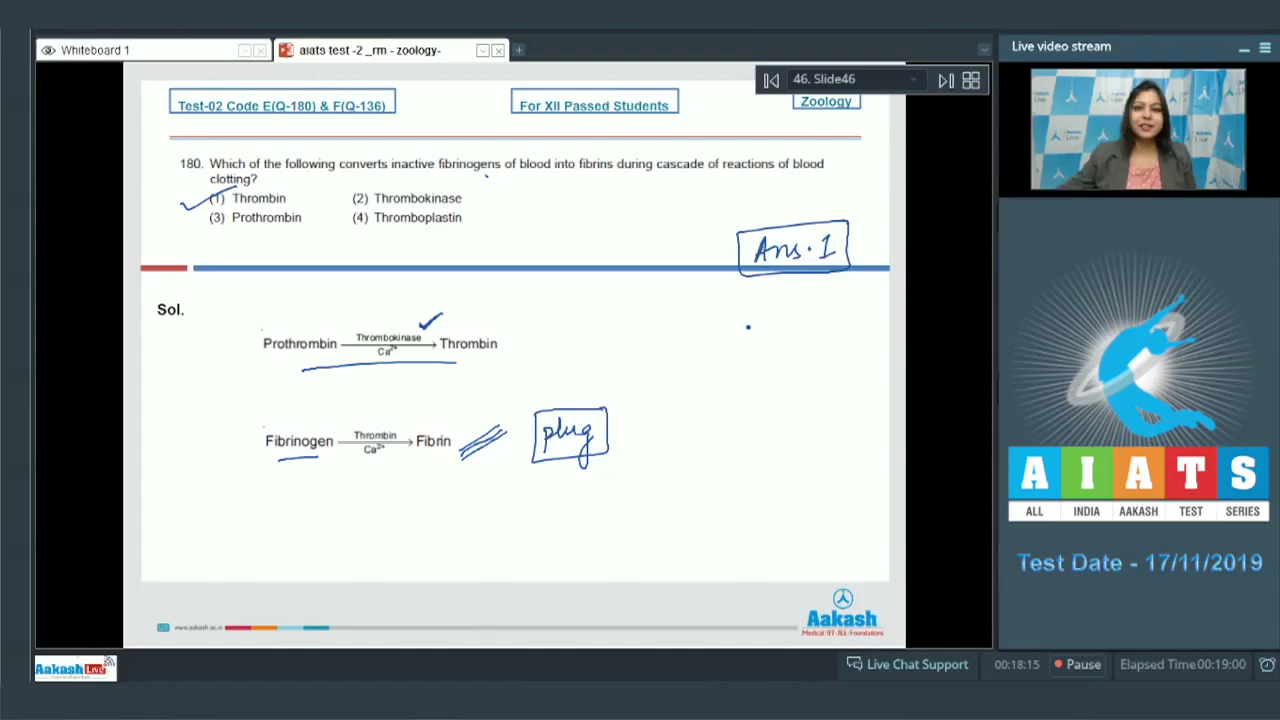 Whiteboard 1
aiats test -2 _rm - zoology-
Live video stream
46. Slide46
Test-02 Code E(Q-180) & F(Q-136)
For XII Passed Students
Zoology
180. Which of the following converts inactive fibrinogens of blood into fibrins during cascade of reactions of blood
clotting?
(1) Thrombin (2) Thrombokinase
(3) Prothrombin (4) Thromboplastin
Ans. 1
Sol.
Prothrombin Thrombokinase Ca2+ Thrombin
Fibrinogen Thrombin Ca2+ Fibrin
plug
A I A T S
ALL INDIA AAKASH TEST SERIES
Test Date - 17/11/2019
Aakash
Medical|IIT-JEE|Foundations
www.aakash.ac.in
Aakash Live
Live Chat Support 00:18:15 Pause Elapsed Time 00:19:00